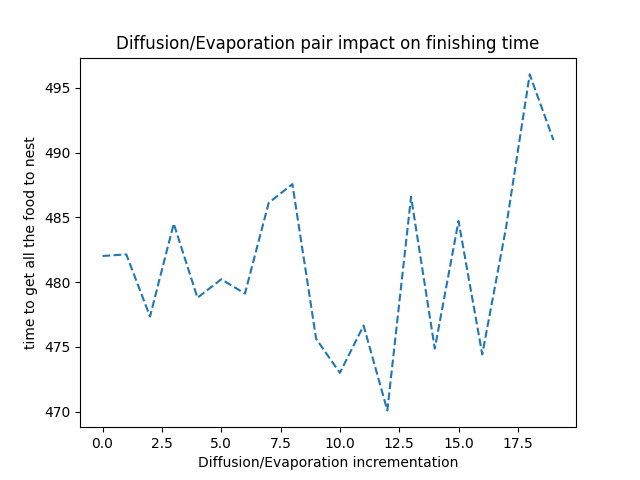 Diffusion/Evaporation pair impact on finishing time
time to get all the food to nest
495
490
485
480
475
470
0.0 2.5 5.0 7.5 10.0 12.5 15.0 17.5
Diffusion/Evaporation incrementation